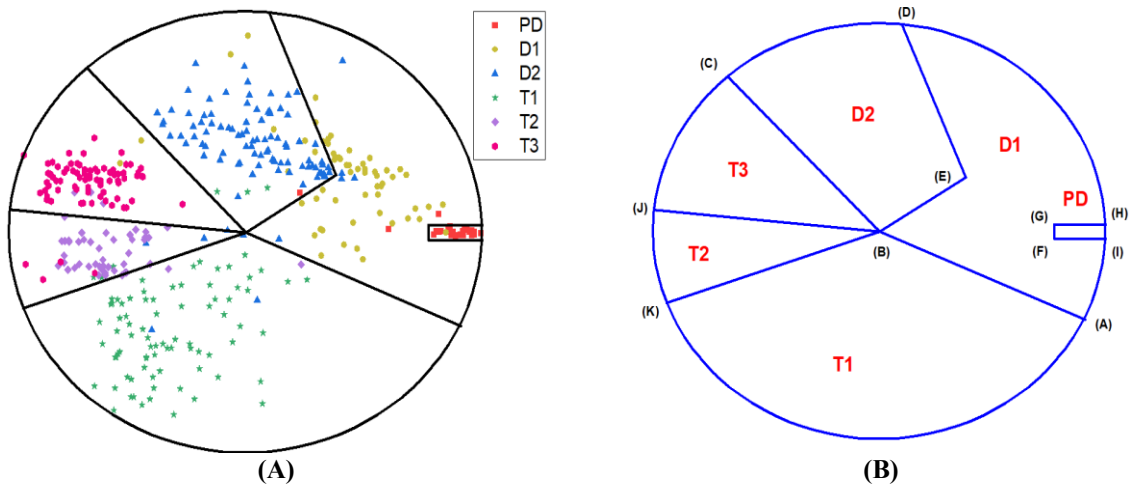 PD
D1
D2
T1
T2
T3
(A)
(D)
(C)
D2
D1
T3
(E)
PD
(J)
(G)
(H)
T2
(B)
(F)
(I)
(K)
(A)
T1
(B)